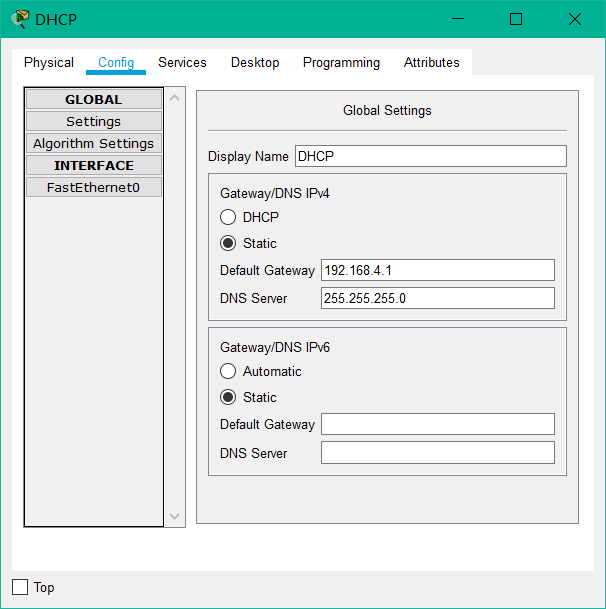 DHCP
Physical Config Services Desktop Programming Attributes
GLOBAL
Settings
Algorithm Settings
INTERFACE
FastEthernet0
Global Settings
Display Name DHCP
Gateway/DNS IPv4
DHCP
Static
Default Gateway 192.168.4.1
DNS Server 255.255.255.0
Gateway/DNS IPv6
Automatic
Static
Default Gateway
DNS Server
Top